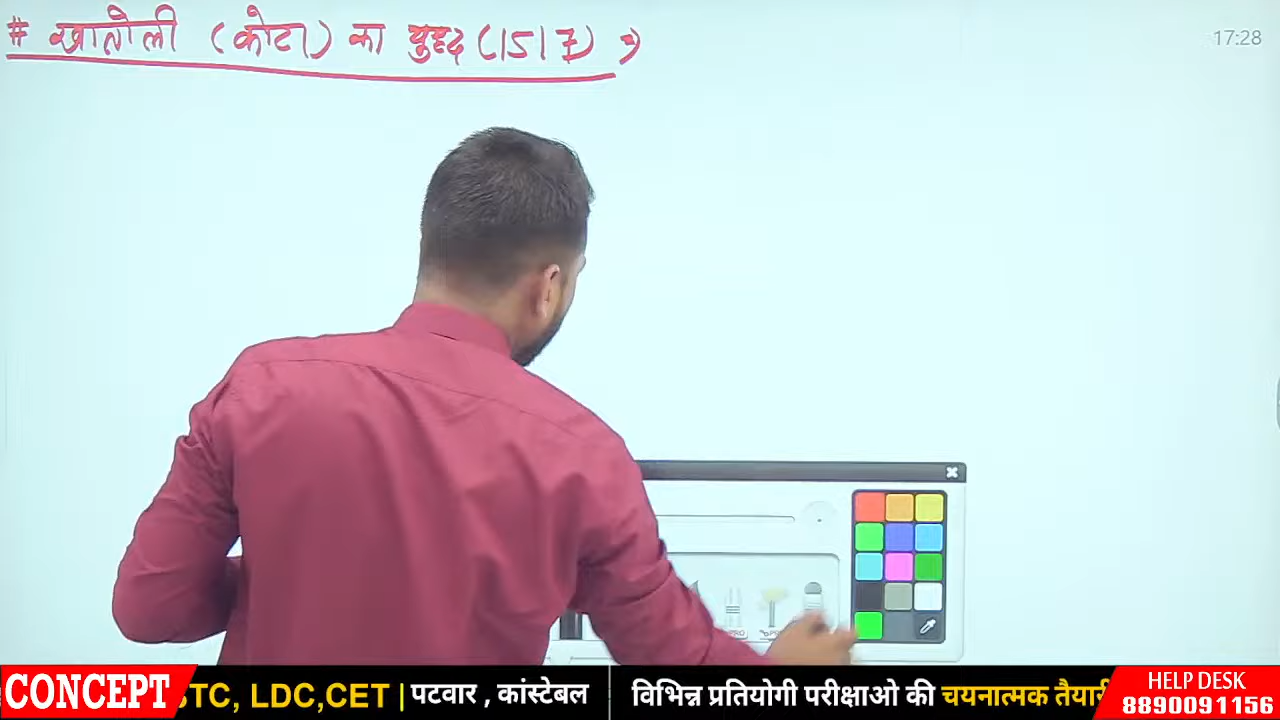 # खातोली (कोटा) का युद्ध (1517) →
17:28
CONCEPT
STC, LDC,CET | पटवार , कांस्टेबल
विभिन्न प्रतियोगी परीक्षाओ की चयनात्मक तैयारी
HELP DESK
8890091156